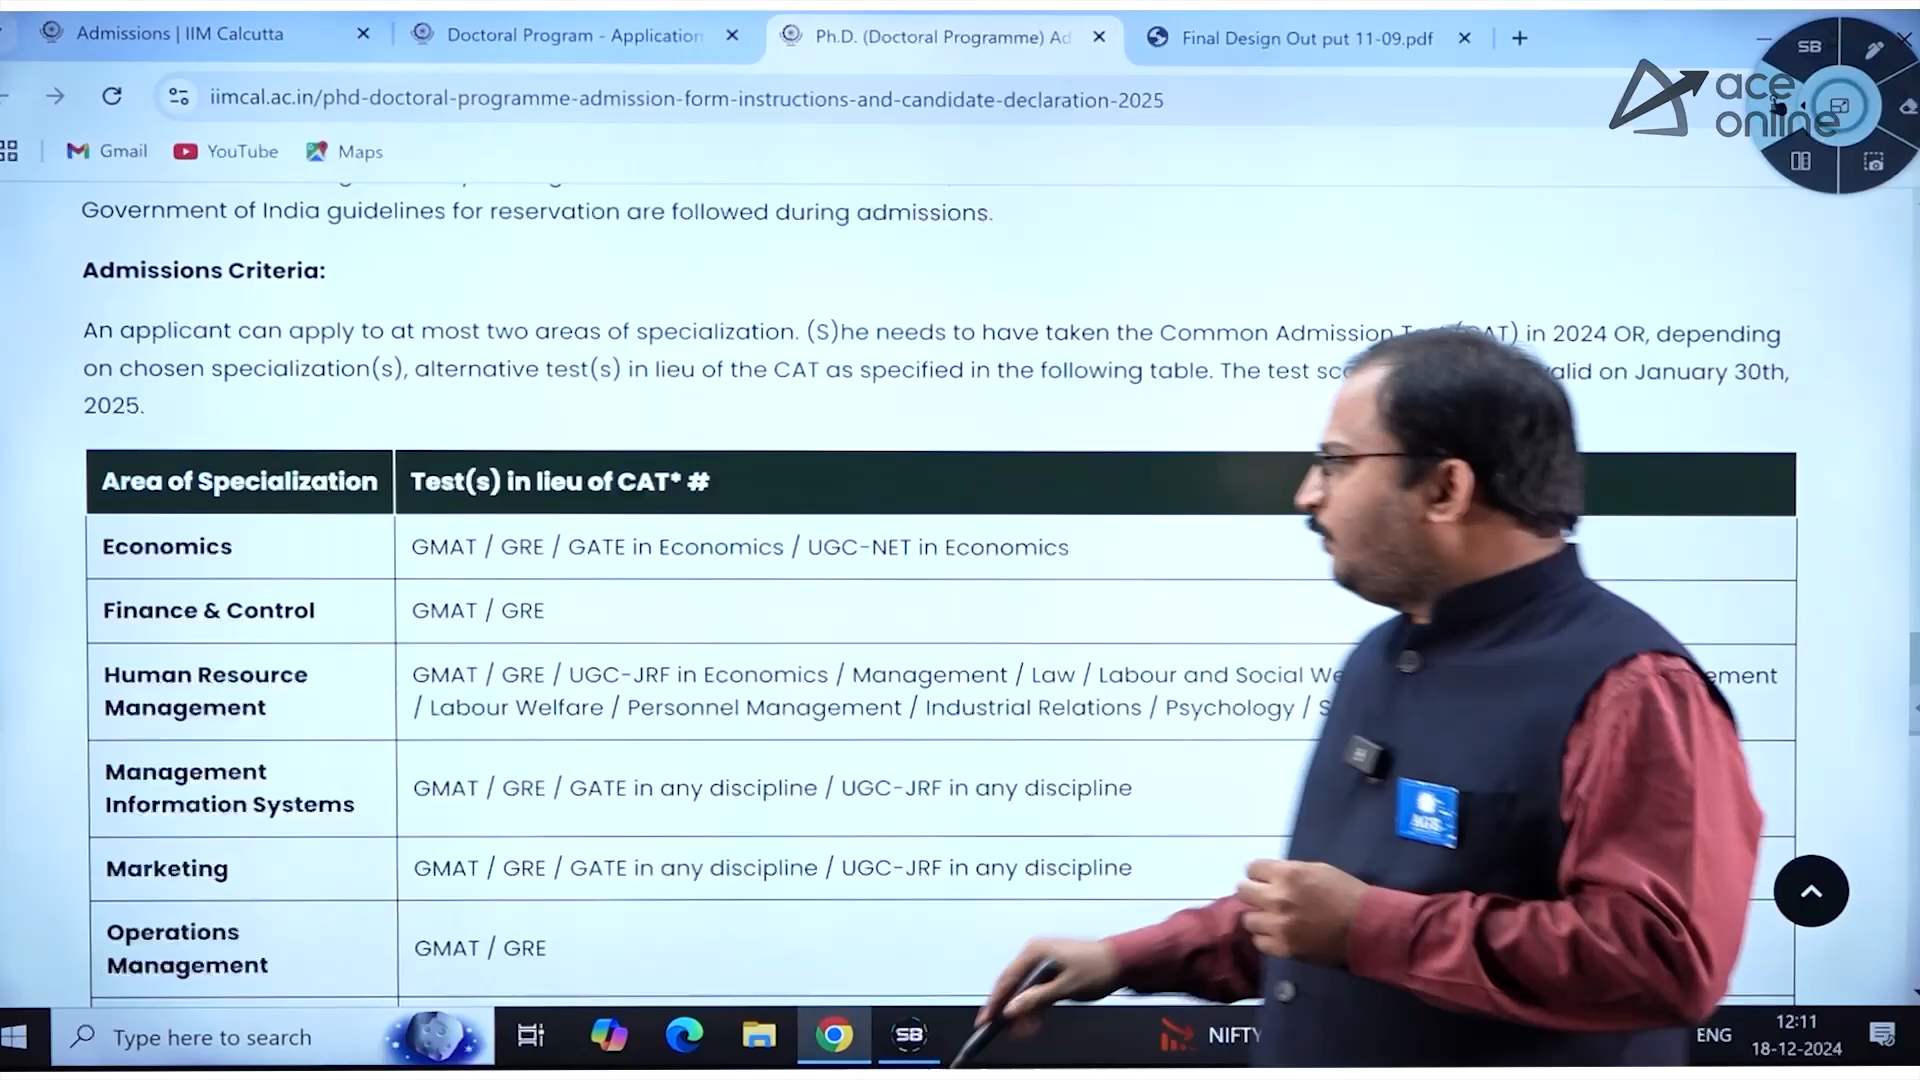 Admissions | IIM Calcutta
Doctoral Program - Application
Ph.D. (Doctoral Programme) Ad
Final Design Out put 11-09.pdf
SB
iimcal.ac.in/phd-doctoral-programme-admission-form-instructions-and-candidate-declaration-2025
ace
online
Gmail
YouTube
Maps
Government of India guidelines for reservation are followed during admissions.
Admissions Criteria:
An applicant can apply to at most two areas of specialization. (S)he needs to have taken the Common Admission in 2024 OR, depending
on chosen specialization(s), alternative test(s) in lieu of the CAT as specified in the following table. The test on January 30th,
2025.
Area of Specialization
Test(s) in lieu of CAT* #
Economics
GMAT / GRE / GATE in Economics / UGC-NET in Economics
Finance & Control
GMAT / GRE
Human Resource
Management
GMAT / GRE / UGC-JRF in Economics / Management / Law / Labour and Social
/ Labour Welfare / Personnel Management / Industrial Relations / Psychology /
Management
Information Systems
GMAT / GRE / GATE in any discipline / UGC-JRF in any discipline
Marketing
GMAT / GRE / GATE in any discipline / UGC-JRF in any discipline
Operations
Management
GMAT / GRE
Type here to search
SB
NIFTY
ENG
12:11
18-12-2024